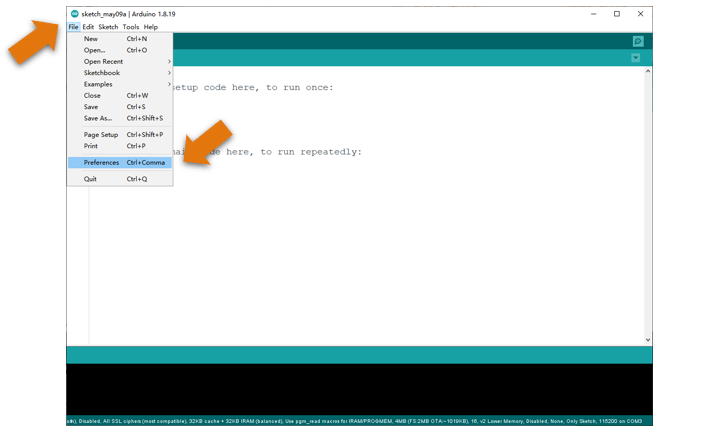 sketch_may09a | Arduino 1.8.19
File Edit Sketch Tools Help
New Ctrl+N
Open... Ctrl+O
Open Recent
Sketchbook
Examples
Close Ctrl+W
Save Ctrl+S
Save As... Ctrl+Shift+S
Page Setup Ctrl+Shift+P
Print Ctrl+P
Preferences Ctrl+Comma
Quit Ctrl+Q
setup code here, to run once:
code here, to run repeatedly:
Disabled, All SSL ciphers (most compatible), 32KB cache + 32KB IRAM (balanced), Use pgm_read macros for IRAM/PROGMEM, 4MB (FS:2MB OTA:~1019KB), 16, v2 Lower Memory, Disabled, None, Only Sketch, 115200 on COM3